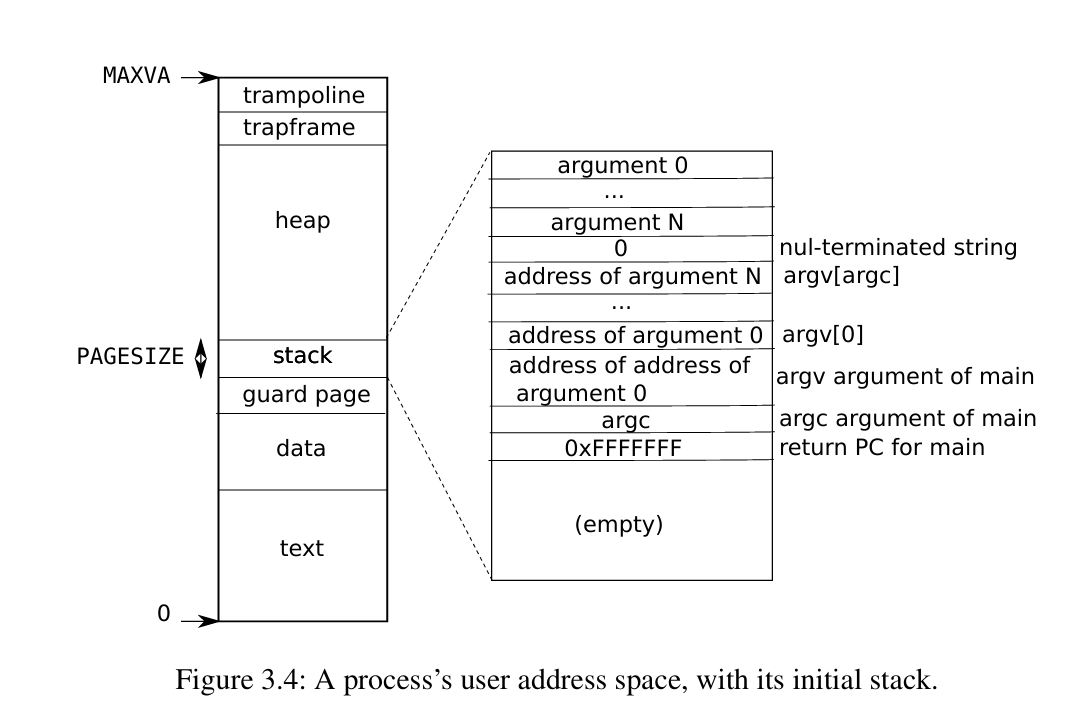 MAXVA
trampoline
trapframe
heap
PAGESIZE
stack
guard page
data
text
0
argument 0
...
argument N
0
nul-terminated string
address of argument N
argv[argc]
...
address of argument 0
argv[0]
address of address of
argument 0
argv argument of main
argc
argc argument of main
0xFFFFFFF
return PC for main
(empty)
Figure 3.4: A process’s user address space, with its initial stack.